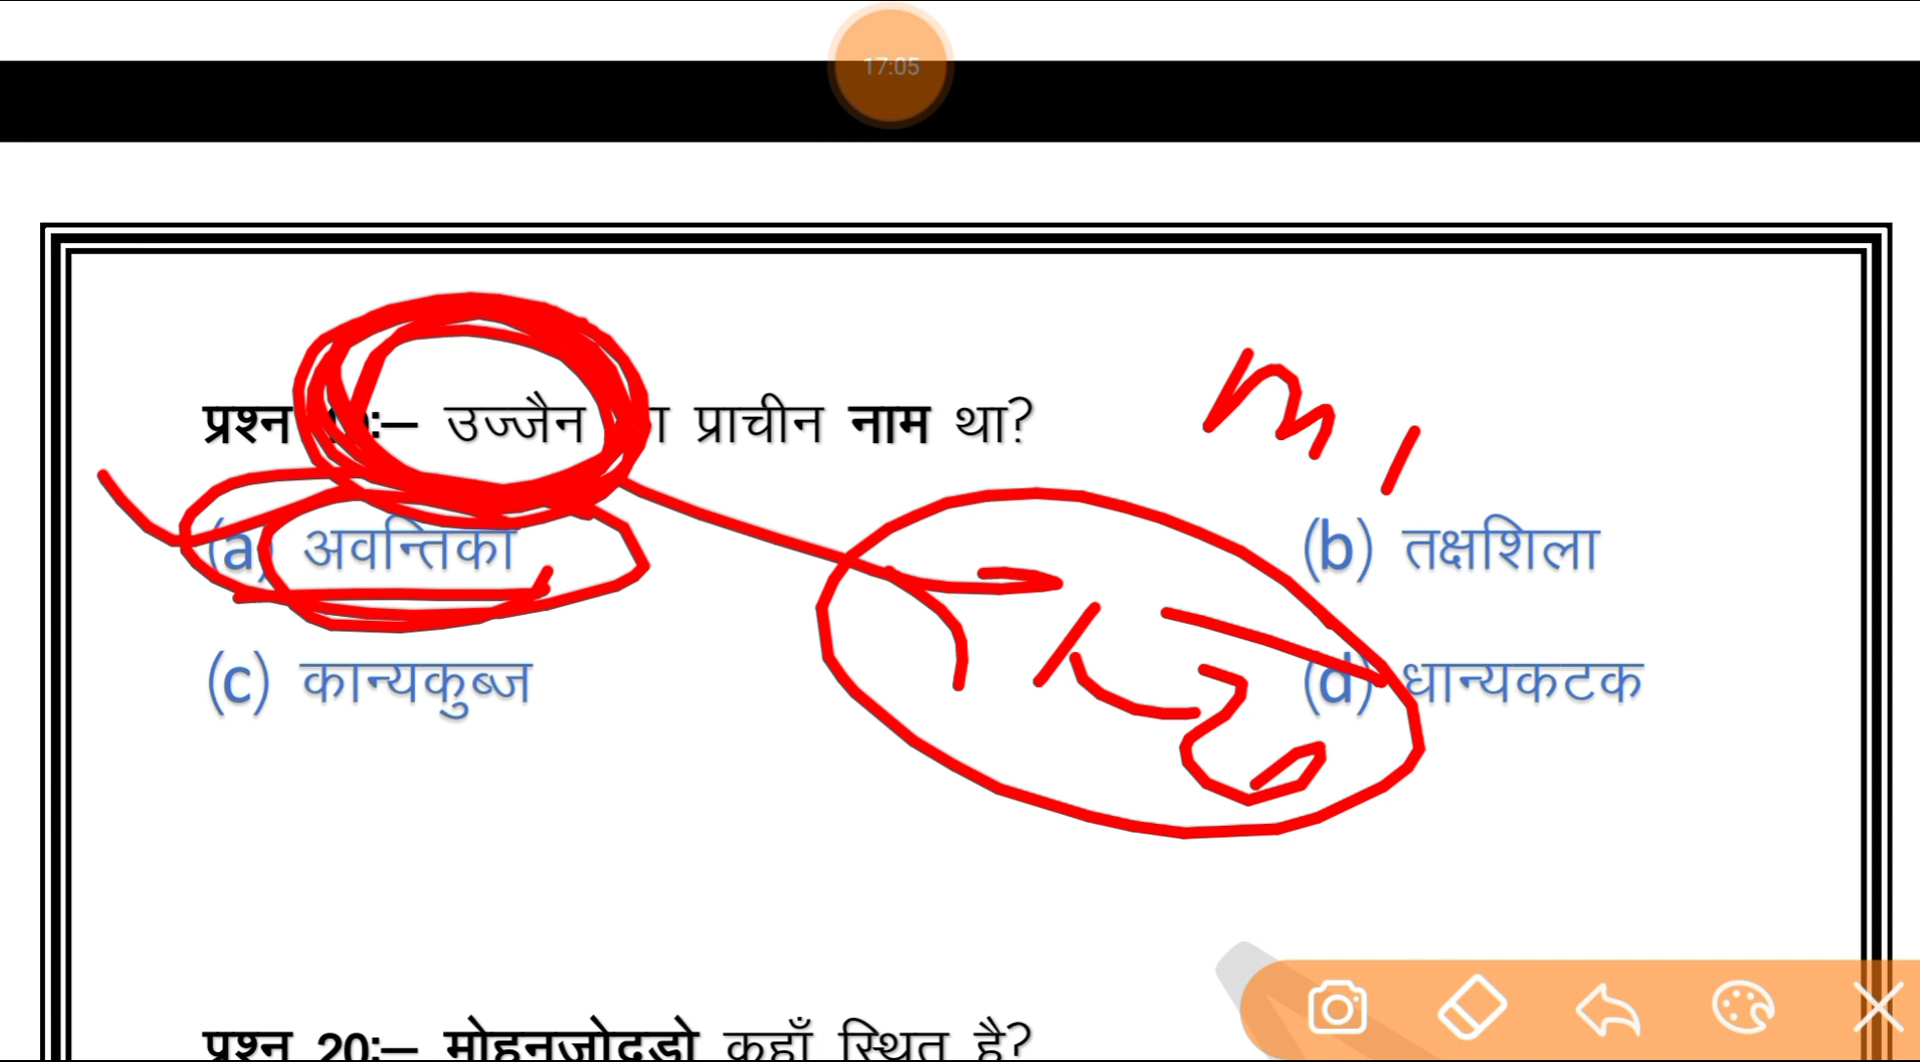 17:05
प्रश्न :– उज्जैन प्राचीन नाम था?
(a) अवन्तिका
(b) तक्षशिला
(c) कान्यकुब्ज
(d) धान्यकटक
प्रश्न 20:– मोहनजोदड़ो कहाँ स्थित है?